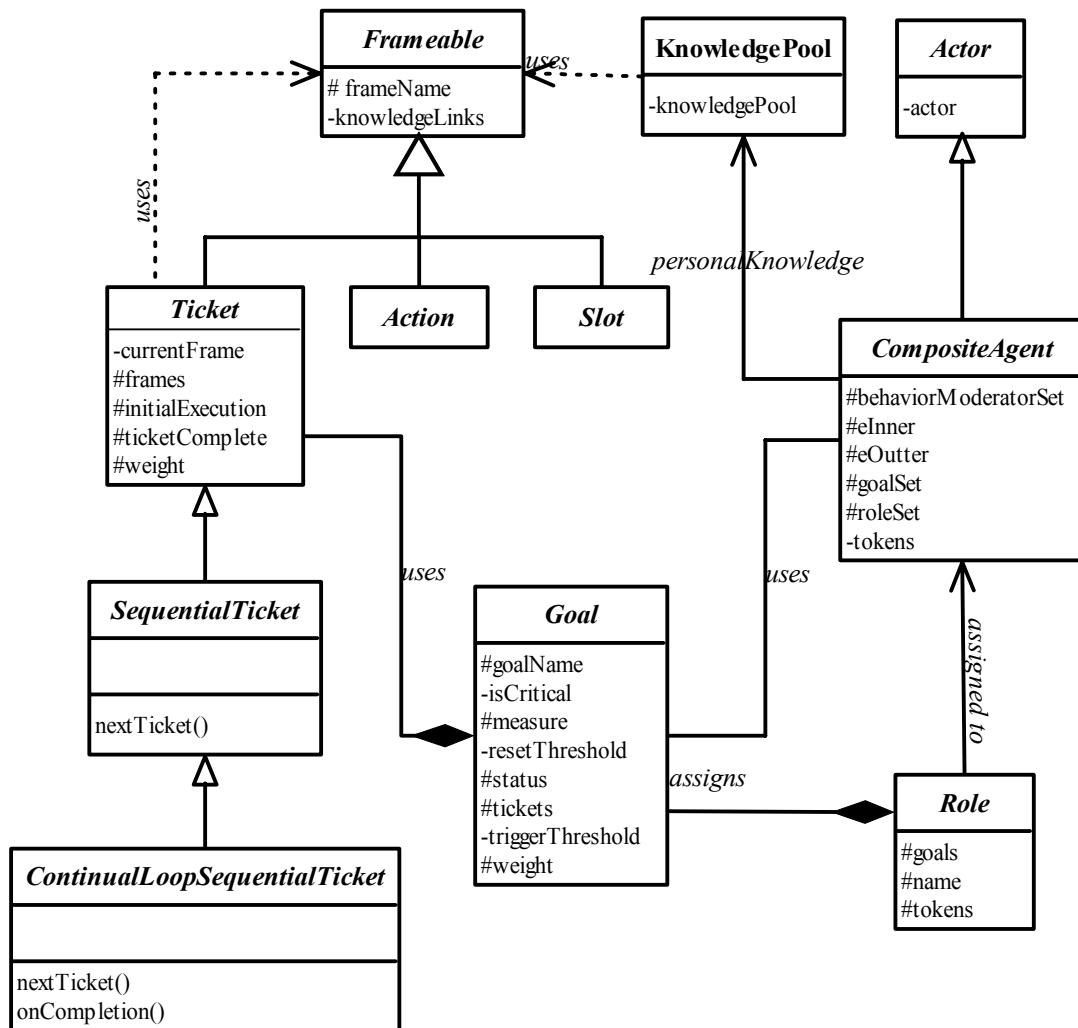 Frameable
# frameName
-knowledgeLinks
uses
KnowledgePool
-knowledgePool
Actor
-actor
uses
personalKnowledge
Ticket
-currentFrame
#frames
#initialExecution
#ticketComplete
#weight
Action
Slot
CompositeAgent
#behaviorModeratorSet
#eInner
#eOutter
#goalSet
#roleSet
-tokens
uses
uses
assigned to
SequentialTicket
nextTicket()
Goal
#goalName
-isCritical
#measure
-resetThreshold
#status
#tickets
-triggerThreshold
#weight
assigns
Role
#goals
#name
#tokens
ContinualLoopSequentialTicket
nextTicket()
onCompletion()